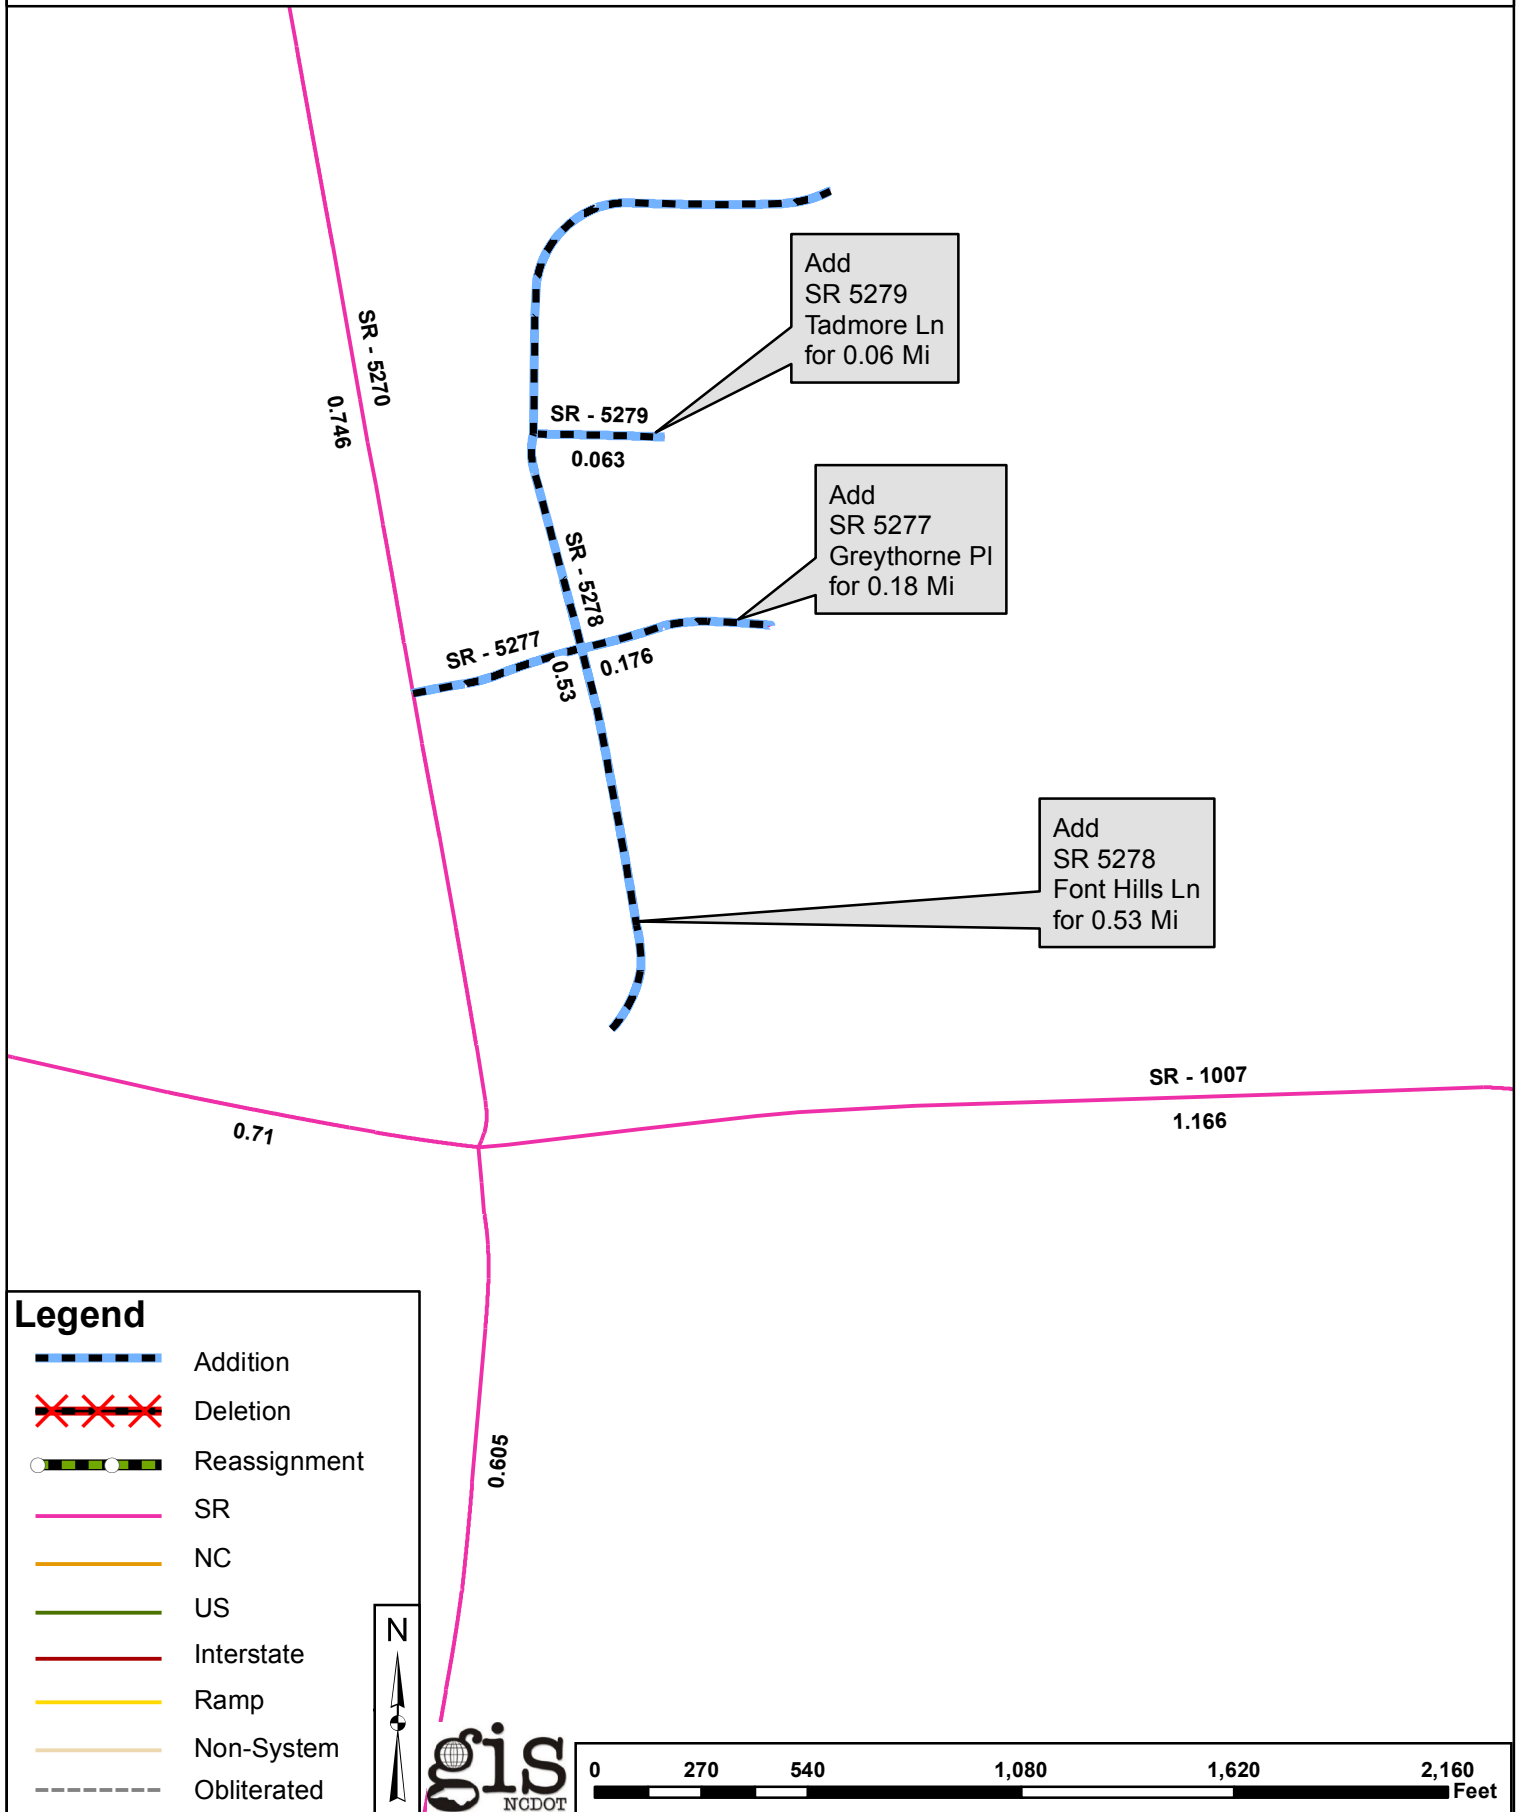 SR - 5270
0.746
Add
SR 5279
Tadmore Ln
for 0.06 Mi
SR - 5279
0.063
Add
SR 5277
Greythorne Pl
for 0.18 Mi
SR - 5278
SR - 5277
0.53
0.176
Add
SR 5278
Font Hills Ln
for 0.53 Mi
SR - 1007
1.166
0.71
0.605
Legend
Addition
Deletion
Reassignment
SR
NC
US
Interstate
Ramp
Non-System
Obliterated
N
gis
NCDOT
0 270 540 1,080 1,620 2,160
Feet